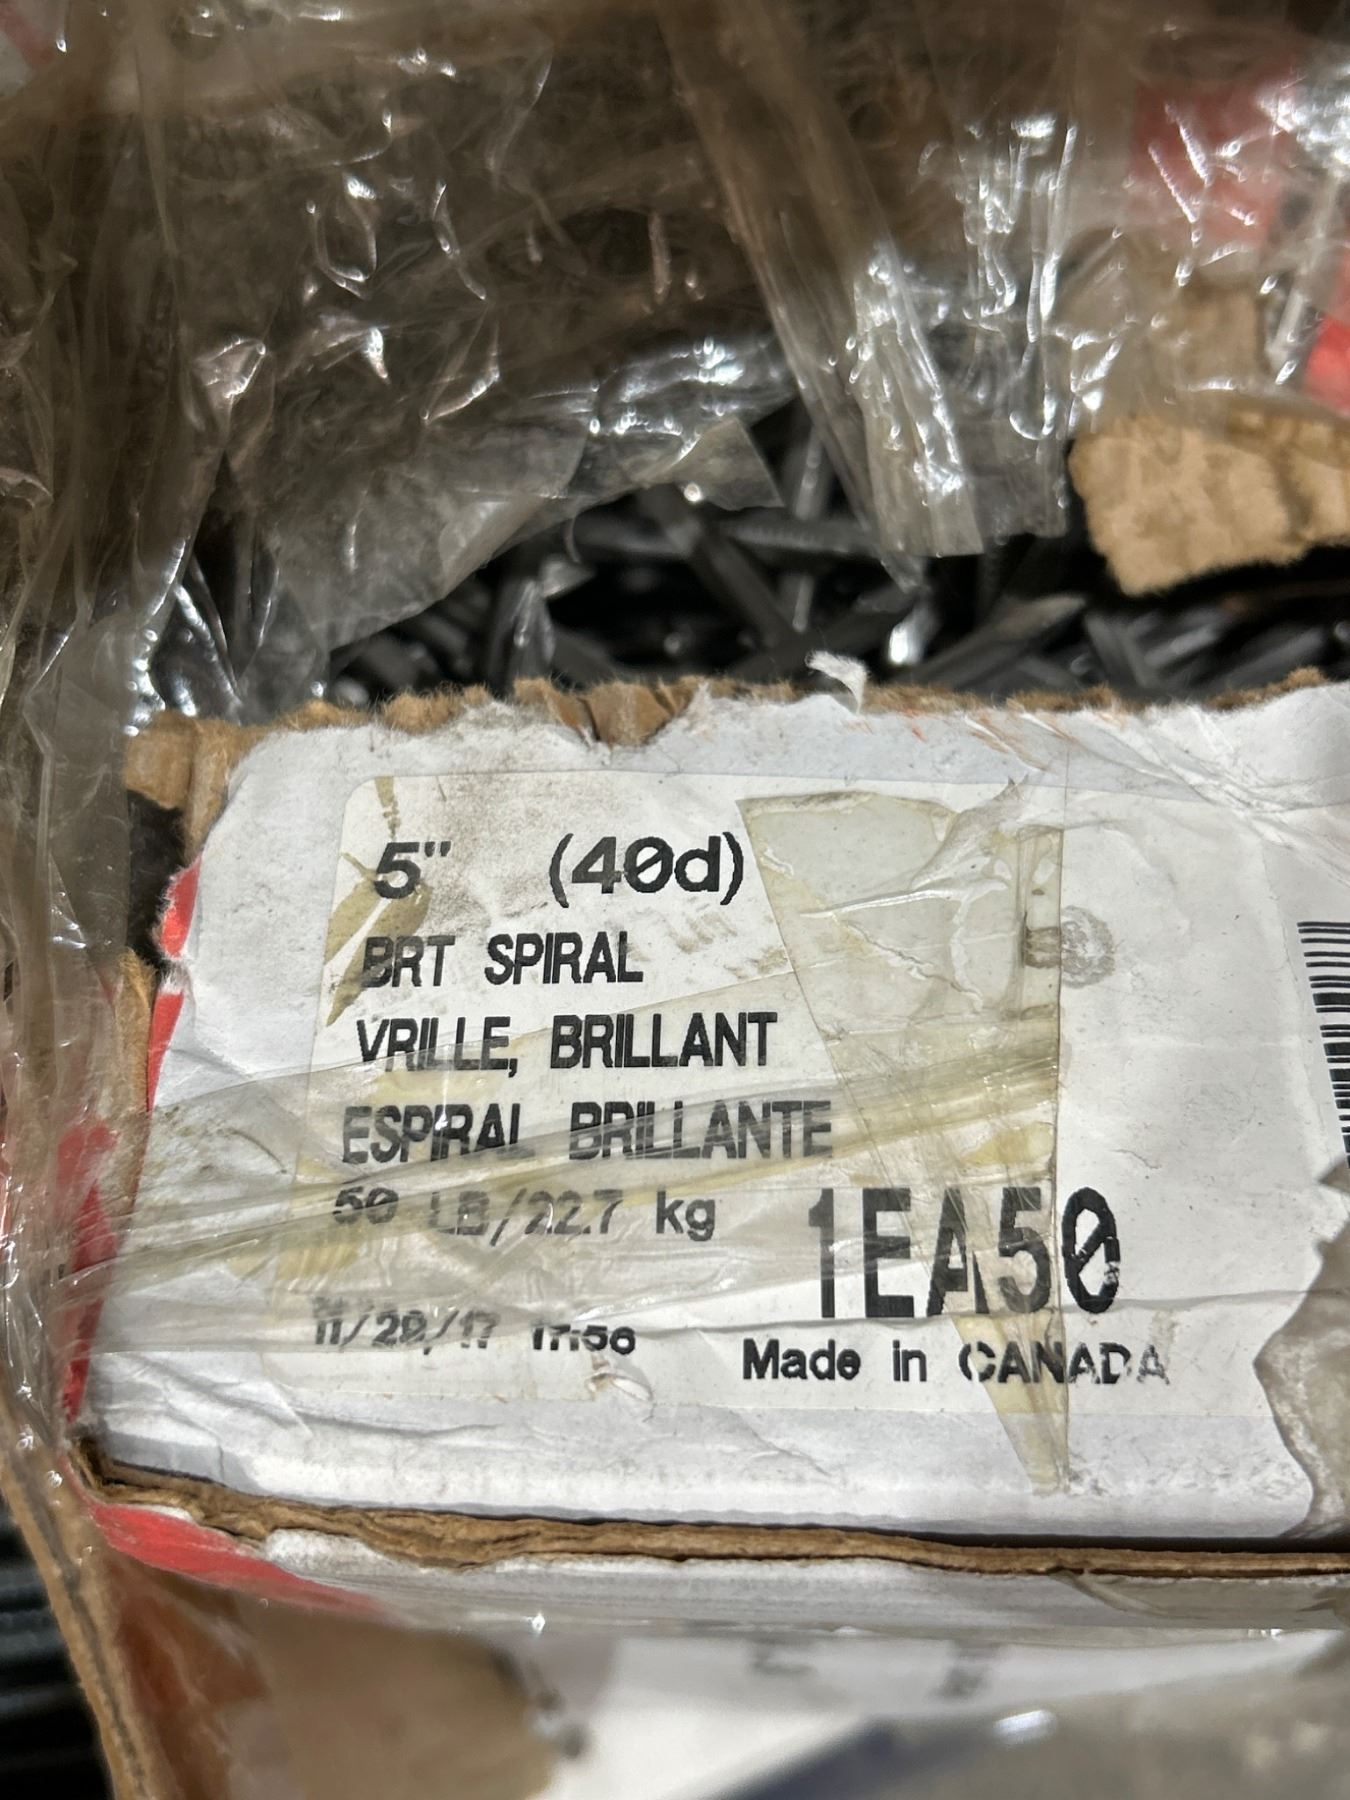 5" (40d)
BRT SPIRAL
VRILLE, BRILLANT
ESPIRAL BRILLANTE
50 LB/22.7 kg
1EA50
11/29/17 17:56
Made in CANADA